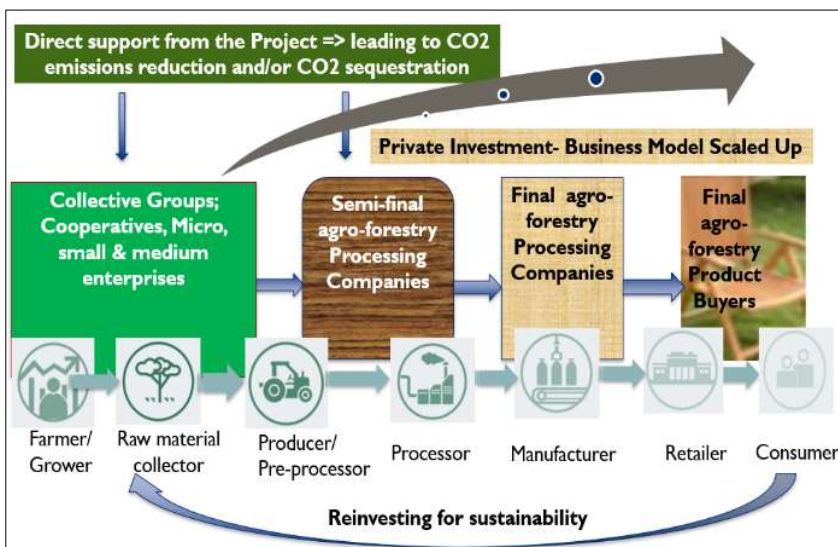 Direct support from the Project => leading to CO2
emissions reduction and/or CO2 sequestration
Private Investment- Business Model Scaled Up
Collective Groups;
Cooperatives, Micro,
small & medium
enterprises
Semi-final
agro-forestry
Processing
Companies
Final agro-
forestry
Processing
Companies
Final
agro-
forestry
Product
Buyers
Farmer/
Grower
Raw material
collector
Producer/
Pre-processor
Processor
Manufacturer
Retailer
Consumer
Reinvesting for sustainability